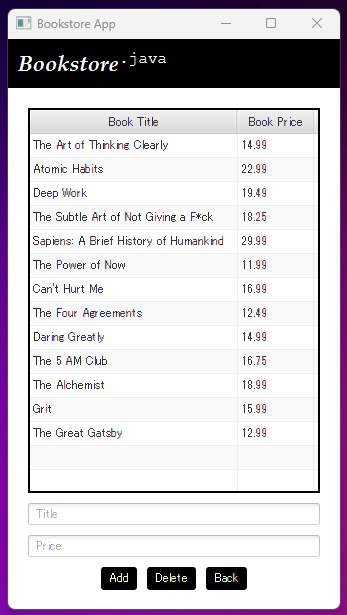 Bookstore App
Bookstore.java
Book Title Book Price
The Art of Thinking Clearly 14.99
Atomic Habits 22.99
Deep Work 19.49
The Subtle Art of Not Giving a F*ck 18.25
Sapiens: A Brief History of Humankind 29.99
The Power of Now 11.99
Can't Hurt Me 16.99
The Four Agreements 12.49
Daring Greatly 14.99
The 5 AM Club 16.75
The Alchemist 18.99
Grit 15.99
The Great Gatsby 12.99
Title
Price
Add Delete Back